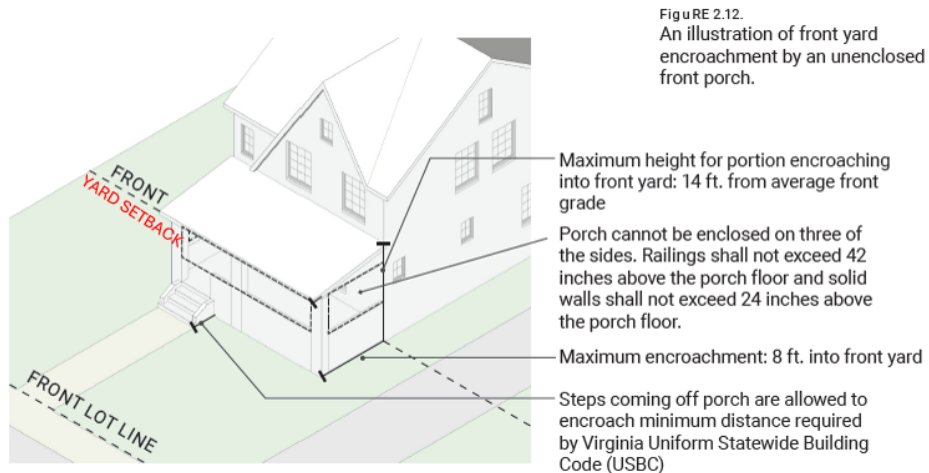 FiguRE 2.12.
An illustration of front yard
encroachment by an unenclosed
front porch.
Maximum height for portion encroaching
into front yard: 14 ft. from average front
grade
Porch cannot be enclosed on three of
the sides. Railings shall not exceed 42
inches above the porch floor and solid
walls shall not exceed 24 inches above
the porch floor.
Maximum encroachment: 8 ft. into front yard
Steps coming off porch are allowed to
encroach minimum distance required
by Virginia Uniform Statewide Building
Code (USBC)
FRONT
YARD SETBACK
FRONT LOT LINE